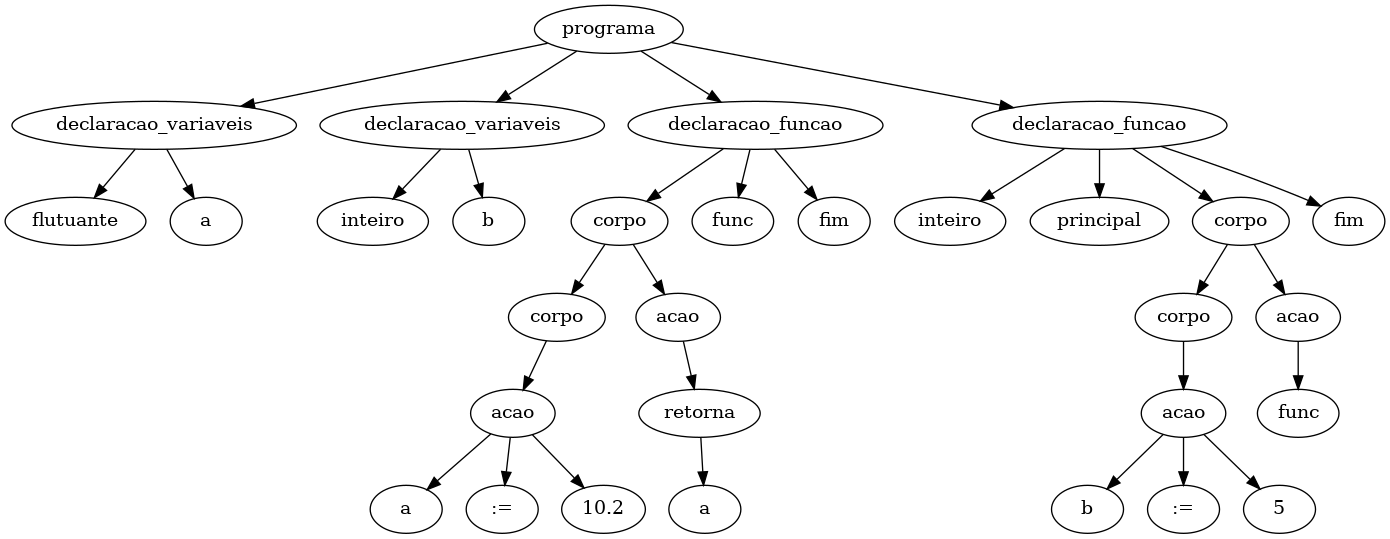 programa
declaracao_variaveis declaracao_variaveis declaracao_funcao declaracao_funcao
flutuante a inteiro b corpo func fim inteiro principal corpo fim
corpo acao corpo acao
acao retorna acao func
a := 10.2 a b := 5